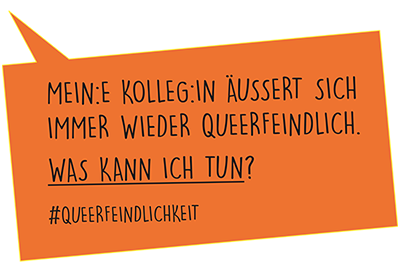 MEIN:E KOLLEG:IN ÄUSSERT SICH
IMMER WIEDER QUEERFEINDLICH.
WAS KANN ICH TUN?
#QUEERFEINDLICHKEIT